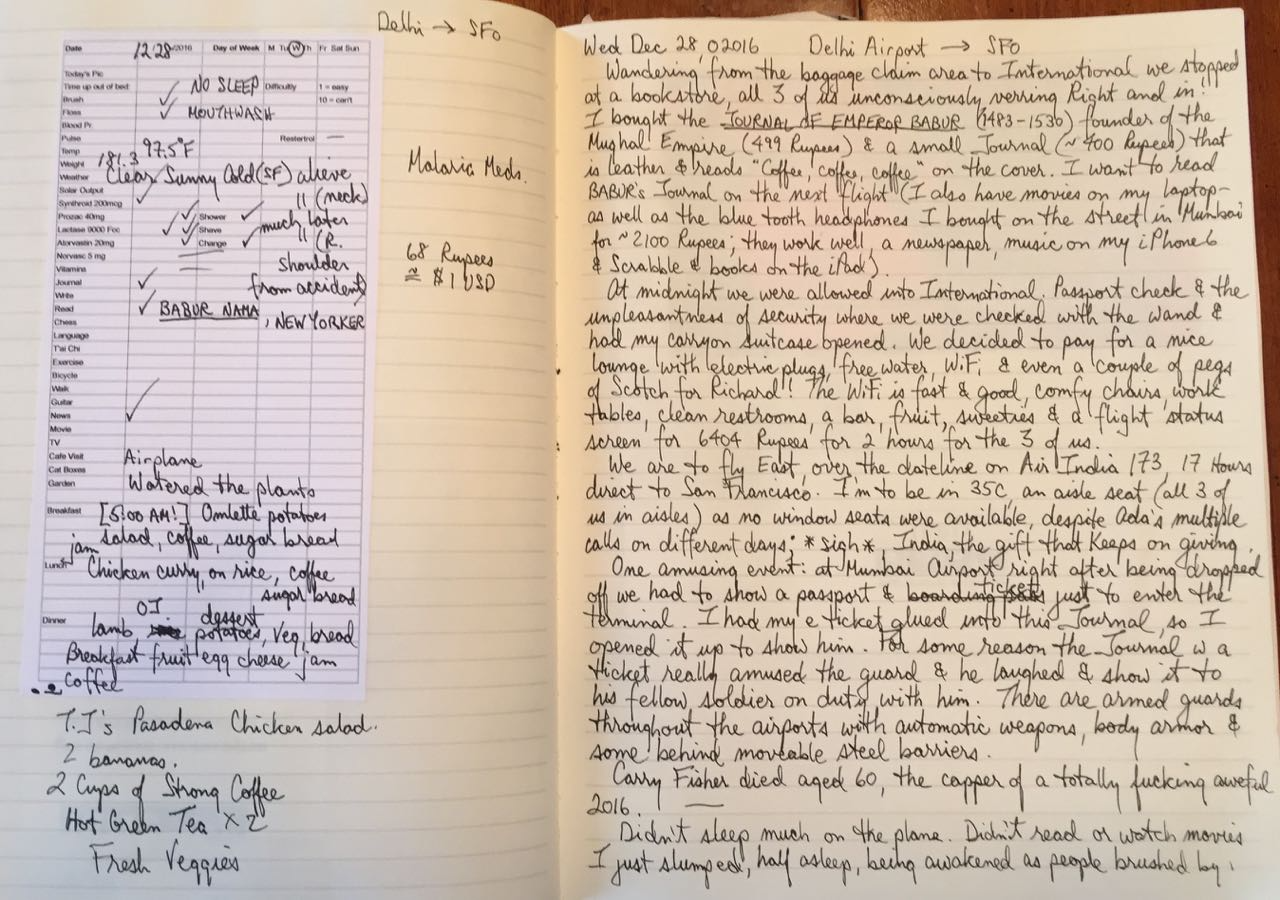 Delhi → SFO
Date 12/28/2016 Day of Week M Tu W Th Fr Sat Sun
Today's Pic
Time up out of bed: NO SLEEP Difficulty 1 = easy
Brush ✓ 10 = can't
Floss ✓ MOUTHWASH
Blood Pr.
Pulse Restertrol —
Temp 97.5°F
Weight 181.3
Weather Clear, Sunny Cold (SF) alieve
Solar Output " (neck)
Synthroid 200mcg ✓
Prozac 40mg ✓✓ Shower ✓ much later
Lactase 9000 Fcc ✓✓ Shave
Atorvastin 20mg ✓✓ Change ✓ " (R.
Norvasc 5 mg — shoulder
Vitamins — from accident)
Journal ✓
Write
Read ✓ BABUR NAMA, NEW YORKER
Chess
Language
T'ai Chi
Exercise
Bicycle
Walk
Guitar
News ✓
Movie
TV
Cafe Visit Airplane
Cat Boxes
Garden Watered the plants
Breakfast [5:00 AM!] Omlette potatoes
salad, coffee, sugar bread
jam
Lunch Chicken curry, on rice, coffee
" sugar bread
OJ dessert
Dinner lamb potatoes, veg, bread
Breakfast fruit egg cheese jam
coffee
T.J's Pasadena Chicken salad.
2 bananas.
2 Cups of Strong Coffee
Hot Green Tea x 2
Fresh Veggies
Malaria Meds.
68 Rupees
≈ $1 USD
Wed Dec 28, 02016 Delhi Airport → SFO
Wandering from the baggage claim area to International we stopped
at a bookstore, all 3 of us unconsciously verring Right and in!
I bought the JOURNAL OF EMPEROR BABUR (1483-1530) founder of the
Mughal Empire (499 Rupees) & a small Journal (~400 Rupees) that
is leather & reads "Coffee, coffee, coffee" on the cover. I want to read
BABUR's Journal on the next flight (I also have movies on my laptop-
as well as the blue tooth headphones I bought on the street in Mumbai
for ~2100 Rupees; they work well, a newspaper, music on my iPhone6
& Scrabble & books on the iPad).
At midnight we were allowed into International. Passport check & the
unpleasantness of security where we were checked with the wand &
had my carryon suitcase opened. We decided to pay for a nice
lounge with electric plugs, free water, WiFi & even a couple of pegs
of Scotch for Richard! The WiFi is fast & good, comfy chairs, work
tables, clean restrooms, a bar, fruit, sweeties & a flight status
screen for 6404 Rupees for 2 hours for the 3 of us.
We are to fly East, over the dateline on Air India 173, 17 Hours
direct to San Francisco. I'm to be in 35C, an aisle seat (all 3 of
us in aisles) as no window seats were available, despite Ada's multiple
calls on different days; *sigh*, India, the gift that Keeps on giving.
One amusing event: at Mumbai Airport right after being dropped
off we had to show a passport & boarding pass ticket just to enter the
terminal. I had my e ticket glued into this Journal, so I
opened it up to show him. For some reason the Journal w a
ticket really amused the guard & he laughed & show it to
his fellow soldier on duty with him. There are armed guards
throughout the airports with automatic weapons, body armor &
some behind moveable steel barriers.
Carry Fisher died aged 60, the capper of a totally fucking aweful
2016.
Didn't sleep much on the plane. Didn't read or watch movies
I just slumped, half asleep, being awakened as people brushed by.